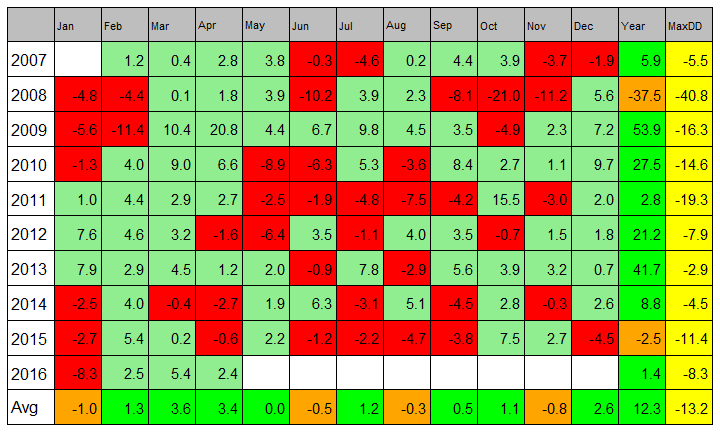 Jan Feb Mar Apr May Jun Jul Aug Sep Oct Nov Dec Year MaxDD
2007 1.2 0.4 2.8 3.8 -0.3 -4.6 0.2 4.4 3.9 -3.7 -1.9 5.9 -5.5
2008 -4.8 -4.4 0.1 1.8 3.9 -10.2 3.9 2.3 -8.1 -21.0 -11.2 5.6 -37.5 -40.8
2009 -5.6 -11.4 10.4 20.8 4.4 6.7 9.8 4.5 3.5 -4.9 2.3 7.2 53.9 -16.3
2010 -1.3 4.0 9.0 6.6 -8.9 -6.3 5.3 -3.6 8.4 2.7 1.1 9.7 27.5 -14.6
2011 1.0 4.4 2.9 2.7 -2.5 -1.9 -4.8 -7.5 -4.2 15.5 -3.0 2.0 2.8 -19.3
2012 7.6 4.6 3.2 -1.6 -6.4 3.5 -1.1 4.0 3.5 -0.7 1.5 1.8 21.2 -7.9
2013 7.9 2.9 4.5 1.2 2.0 -0.9 7.8 -2.9 5.6 3.9 3.2 0.7 41.7 -2.9
2014 -2.5 4.0 -0.4 -2.7 1.9 6.3 -3.1 5.1 -4.5 2.8 -0.3 2.6 8.8 -4.5
2015 -2.7 5.4 0.2 -0.6 2.2 -1.2 -2.2 -4.7 -3.8 7.5 2.7 -4.5 -2.5 -11.4
2016 -8.3 2.5 5.4 2.4 1.4 -8.3
Avg -1.0 1.3 3.6 3.4 0.0 -0.5 1.2 -0.3 0.5 1.1 -0.8 2.6 12.3 -13.2